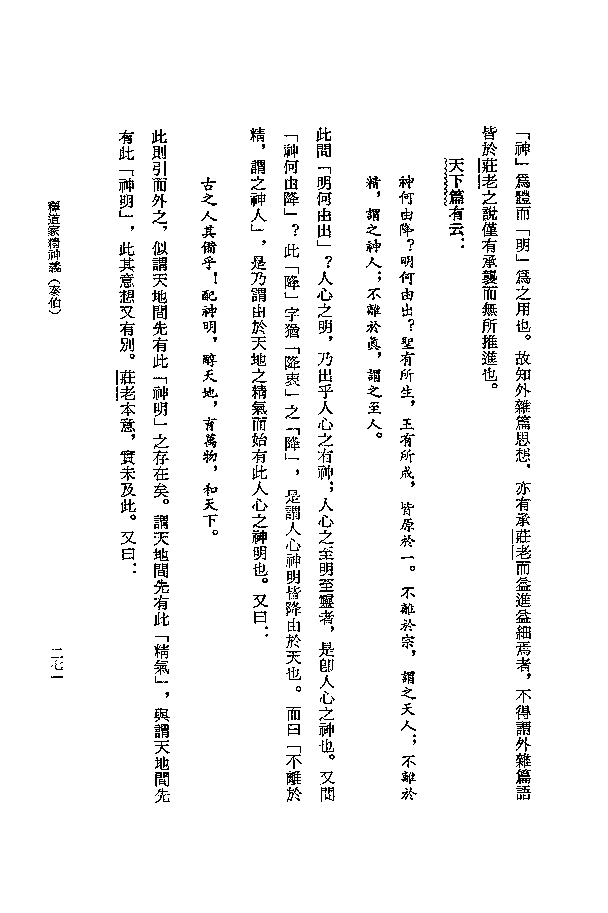 「神」爲體而「明」爲之用也。故知外雜篇思想，亦有承莊老而益進益細焉者，不得謂外雜篇語
皆於莊老之說僅有承襲而無所推進也。
天下篇有云：
神何由降？明何由出？聖有所生，王有所成，皆原於一。不離於宗，謂之天人；不離於
精，謂之神人；不離於眞，謂之至人。
此問「明何由出」？人心之明，乃出乎人心之有神；人心之至明至靈者，是卽人心之神也。又問
「神何由降」？此「降」字猶「降衷」之「降」，是謂人心神明皆降由於天也。而曰「不離於
精，謂之神人」，是乃謂由於天地之精氣而始有此人心之神明也。又曰：
古之人其備乎！配神明，醇天地，育萬物，和天下。
此則引而外之，似謂天地間先有此「神明」之存在矣。謂天地間先有此「精氣」，與謂天地間先
有此「神明」，此其意想又有別。莊老本意，實未及此。又曰：
釋道家精神義（麥伯）
二七一